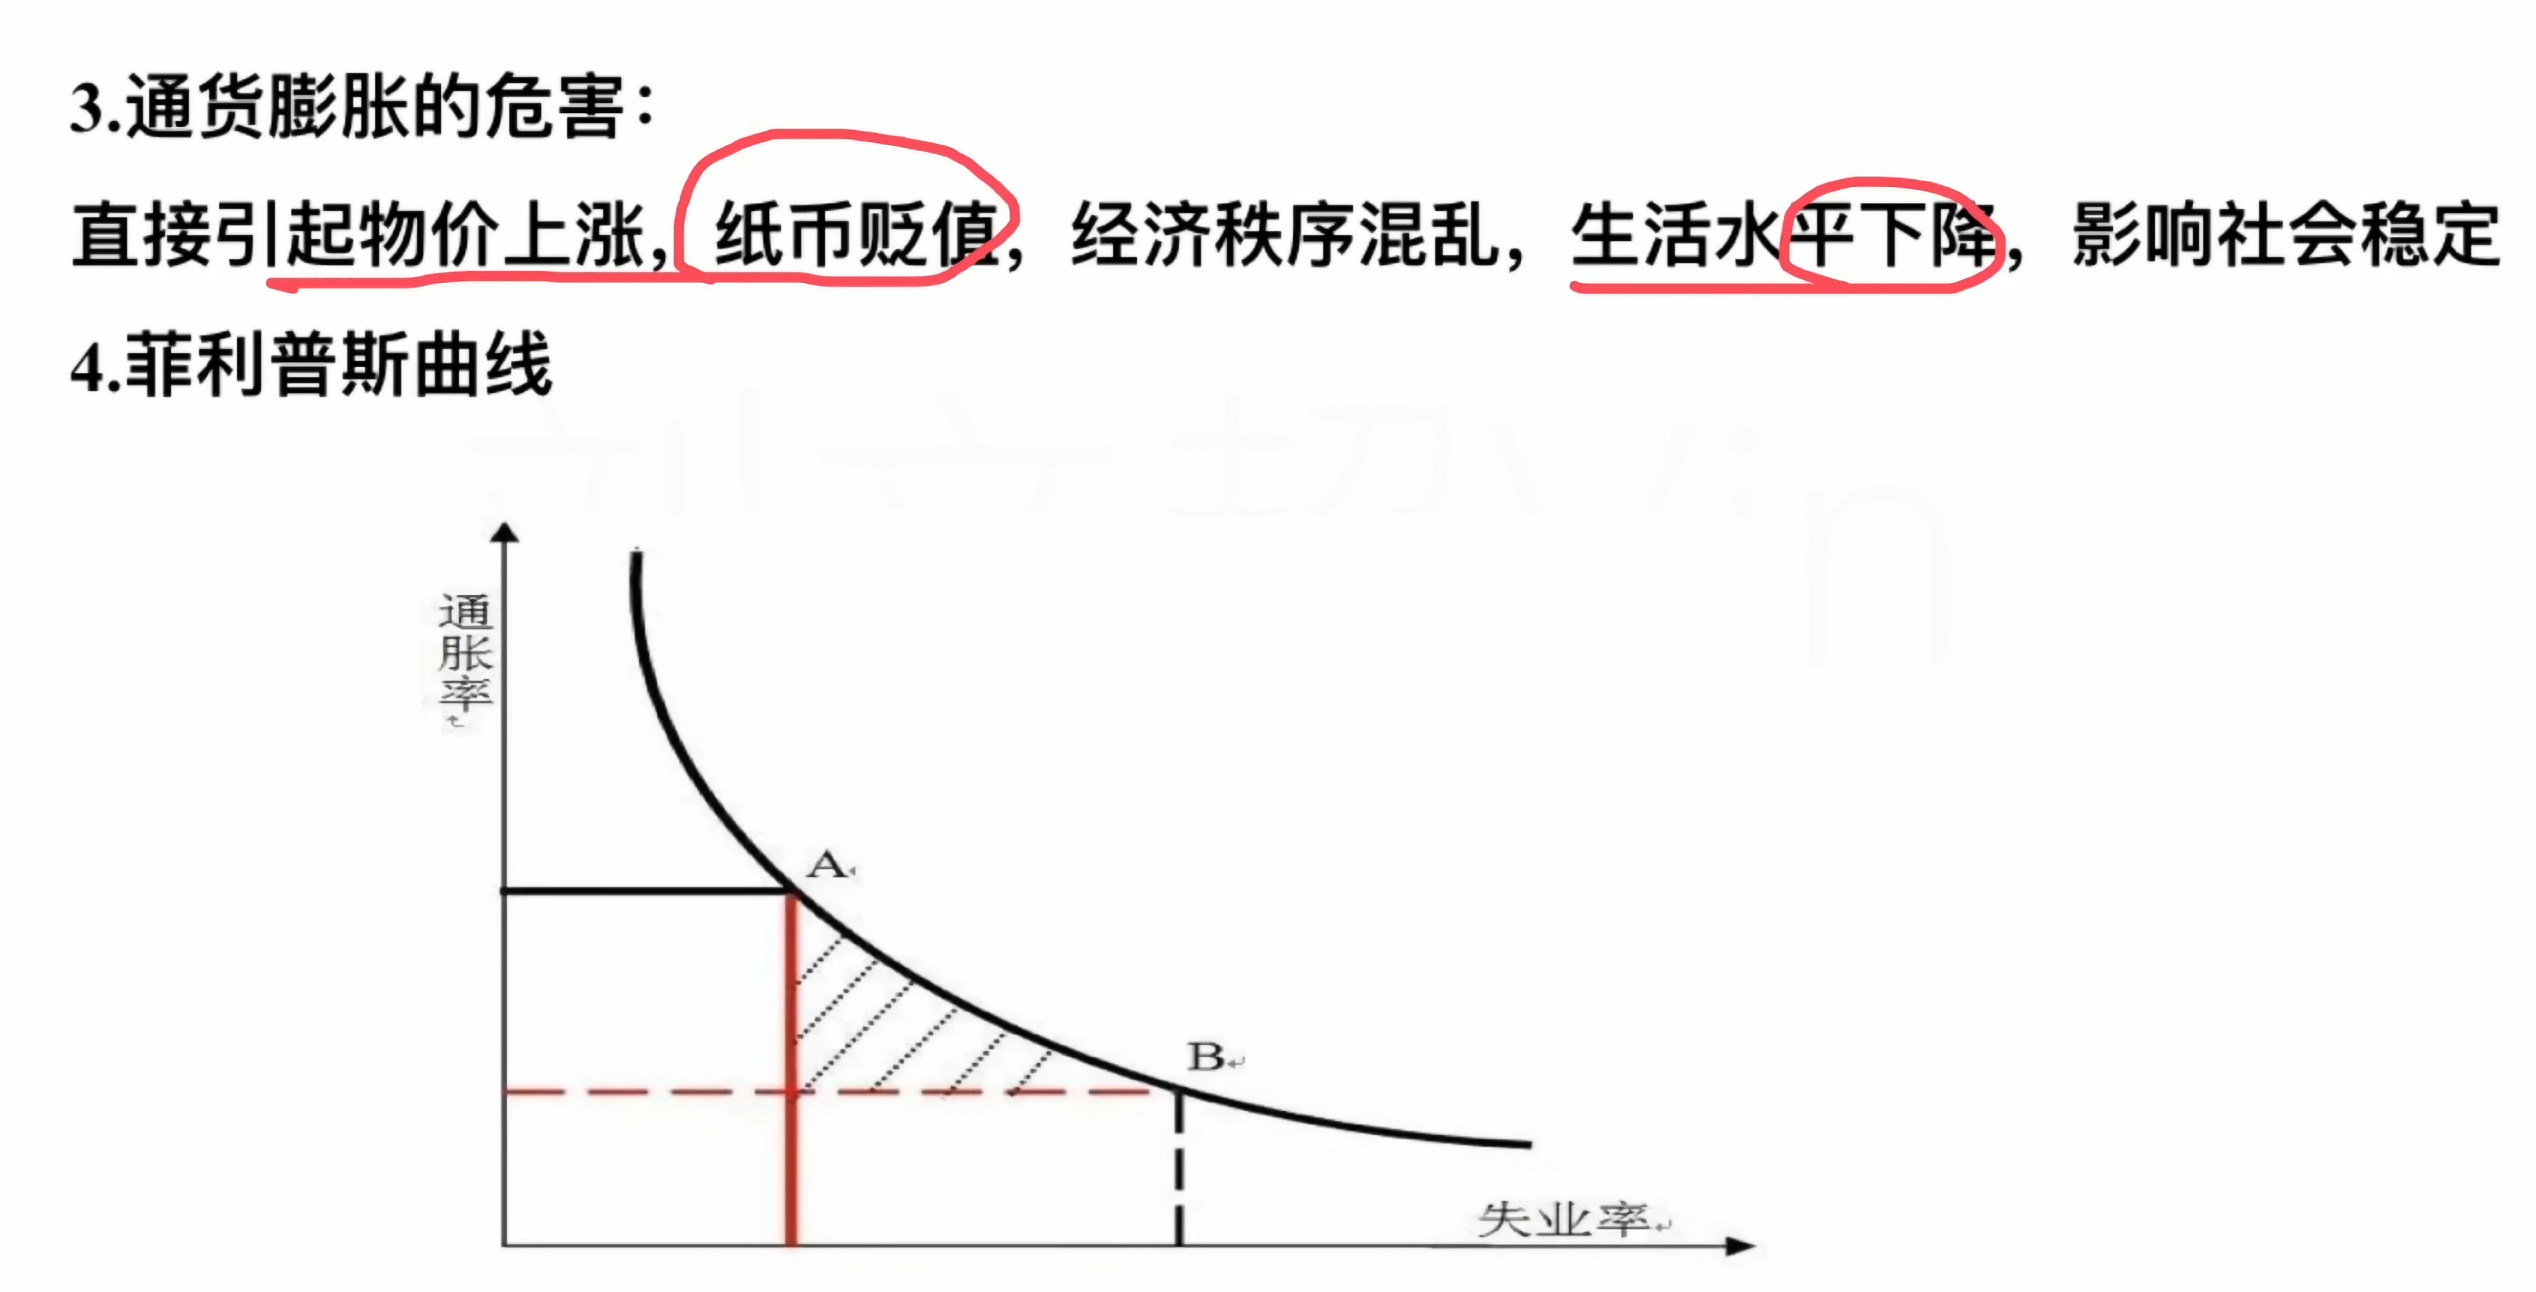 3.通货膨胀的危害：
直接引起物价上涨，纸币贬值，经济秩序混乱，生活水平下降，影响社会稳定
4.菲利普斯曲线
通
胀
率
A
B
失业率